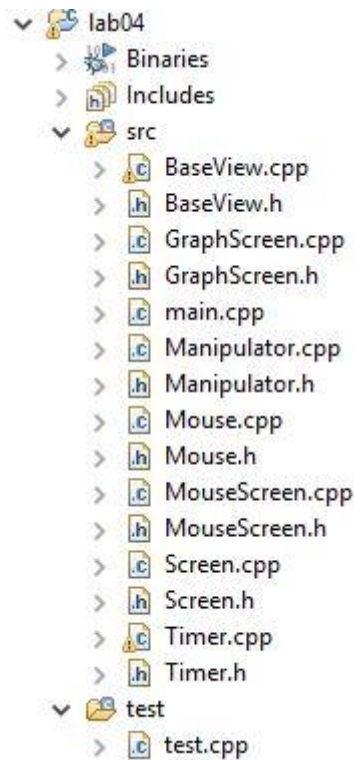 lab04
Binaries
Includes
src
BaseView.cpp
BaseView.h
GraphScreen.cpp
GraphScreen.h
main.cpp
Manipulator.cpp
Manipulator.h
Mouse.cpp
Mouse.h
MouseScreen.cpp
MouseScreen.h
Screen.cpp
Screen.h
Timer.cpp
Timer.h
test
test.cpp